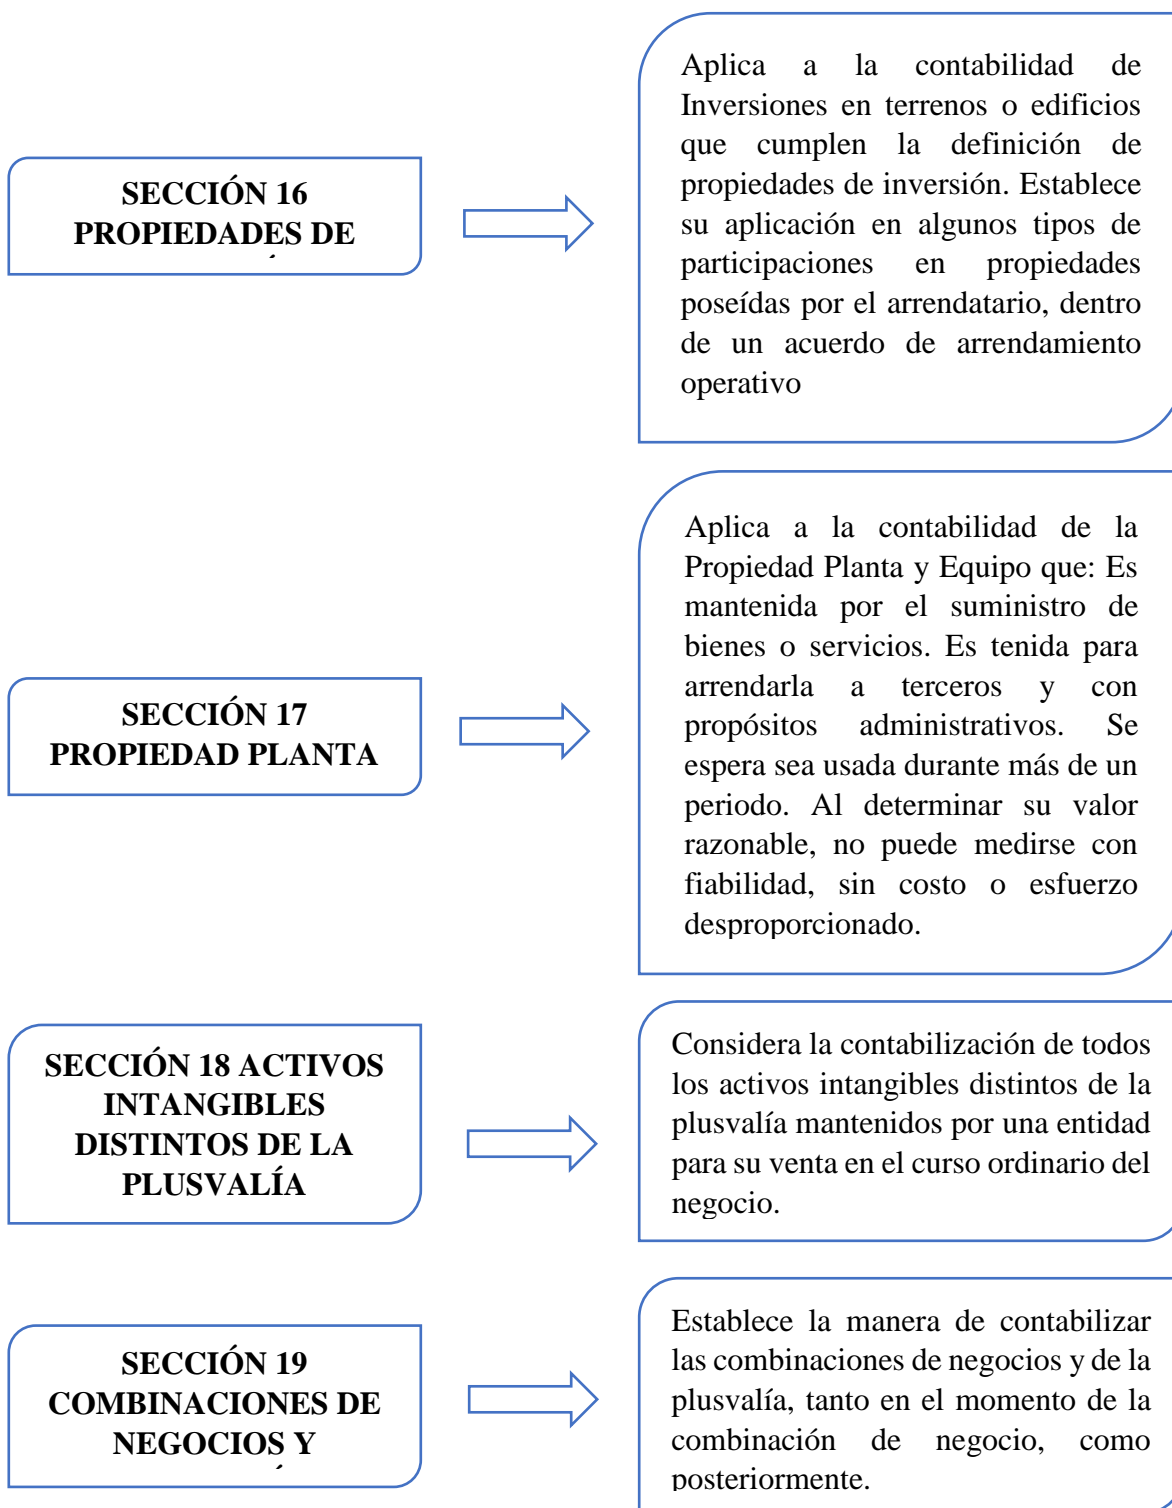 SECCIÓN 16
PROPIEDADES DE
Aplica a la contabilidad de
Inversiones en terrenos o edificios
que cumplen la definición de
propiedades de inversión. Establece
su aplicación en algunos tipos de
participaciones en propiedades
poseídas por el arrendatario, dentro
de un acuerdo de arrendamiento
operativo
SECCIÓN 17
PROPIEDAD PLANTA
Aplica a la contabilidad de la
Propiedad Planta y Equipo que: Es
mantenida por el suministro de
bienes o servicios. Es tenida para
arrendarla a terceros y con
propósitos administrativos. Se
espera sea usada durante más de un
periodo. Al determinar su valor
razonable, no puede medirse con
fiabilidad, sin costo o esfuerzo
desproporcionado.
SECCIÓN 18 ACTIVOS
INTANGIBLES
DISTINTOS DE LA
PLUSVALÍA
Considera la contabilización de todos
los activos intangibles distintos de la
plusvalía mantenidos por una entidad
para su venta en el curso ordinario del
negocio.
SECCIÓN 19
COMBINACIONES DE
NEGOCIOS Y
Establece la manera de contabilizar
las combinaciones de negocios y de la
plusvalía, tanto en el momento de la
combinación de negocio, como
posteriormente.